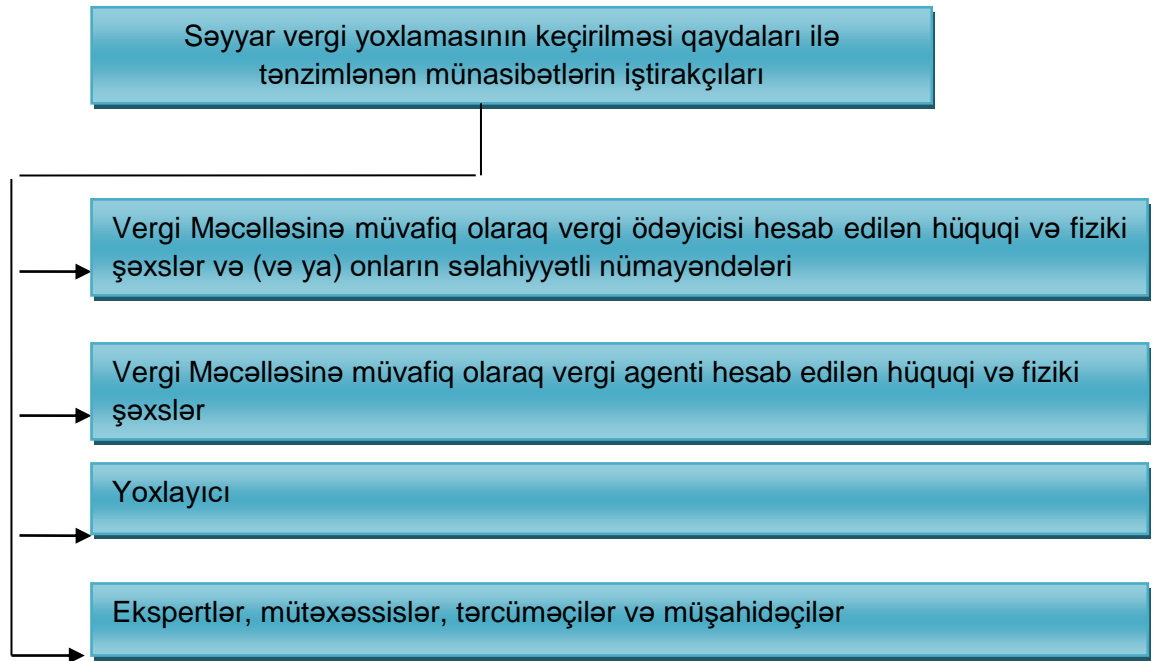 Səyyar vergi yoxlamasının keçirilməsi qaydaları ilə
tənzimlənən münasibətlərin iştirakçıları
Vergi Məcəlləsinə müvafiq olaraq vergi ödəyicisi hesab edilən hüquqi və fiziki
şəxslər və (və ya) onların səlahiyyətli nümayəndələri
Vergi Məcəlləsinə müvafiq olaraq vergi agenti hesab edilən hüquqi və fiziki
şəxslər
Yoxlayıcı
Ekspertlər, mütəxəssislər, tərcüməçilər və müşahidəçilər